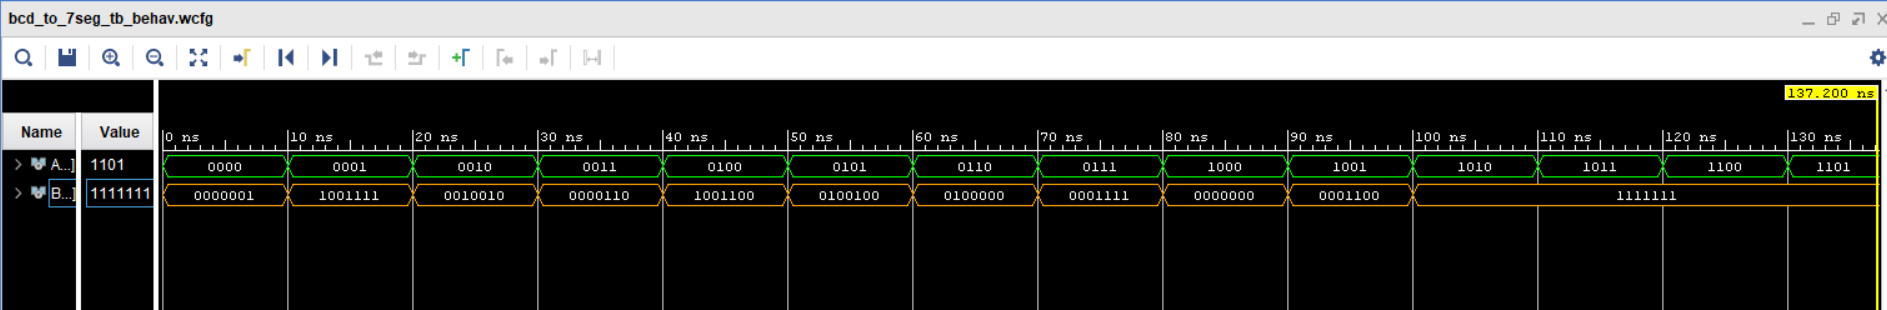 bcd_to_7seg_tb_behav.wcfg
137.200 ns
Name Value 0 ns 10 ns 20 ns 30 ns 40 ns 50 ns 60 ns 70 ns 80 ns 90 ns 100 ns 110 ns 120 ns 130 ns
A...] 1101 0000 0001 0010 0011 0100 0101 0110 0111 1000 1001 1010 1011 1100 1101
B...] 1111111 0000001 1001111 0010010 0000110 1001100 0100100 0100000 0001111 0000000 0001100 1111111